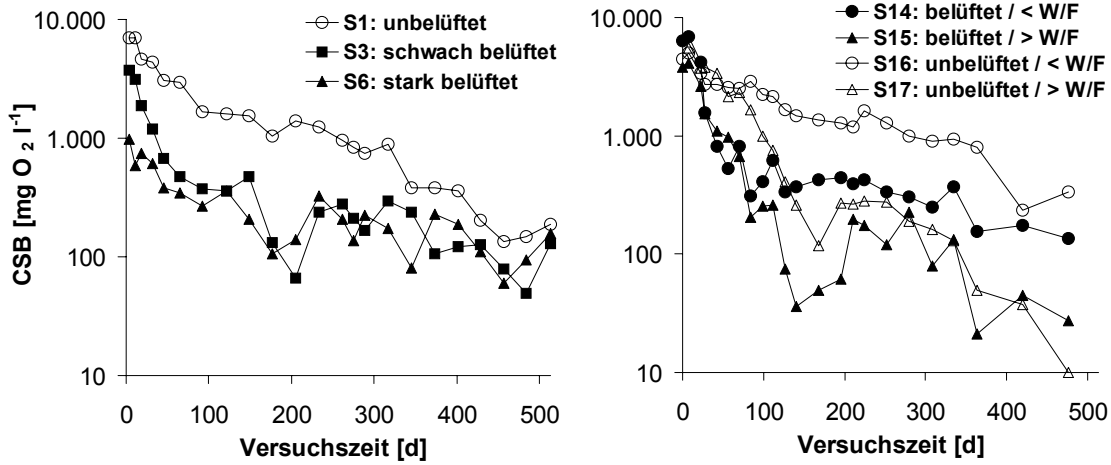 CSB [mg O 2 l-1]
10.000
1.000
100
10
0 100 200 300 400 500
Versuchszeit [d]
S1: unbelüftet
S3: schwach belüftet
S6: stark belüftet
10.000
1.000
100
10
0 100 200 300 400 500
Versuchszeit [d]
S14: belüftet / < W/F
S15: belüftet / > W/F
S16: unbelüftet / < W/F
S17: unbelüftet / > W/F